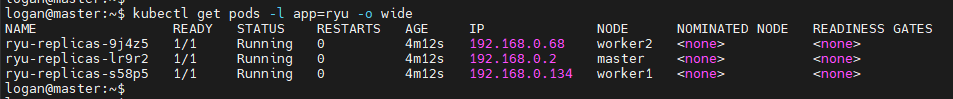 logan@master:~$ kubectl get pods -l app=ryu -o wide
NAME READY STATUS RESTARTS AGE IP NODE NOMINATED NODE READINESS GATES
ryu-replicas-9j4z5 1/1 Running 0 4m12s 192.168.0.68 worker2 <none> <none>
ryu-replicas-lr9r2 1/1 Running 0 4m12s 192.168.0.2 master <none> <none>
ryu-replicas-s58p5 1/1 Running 0 4m12s 192.168.0.134 worker1 <none> <none>
logan@master:~$